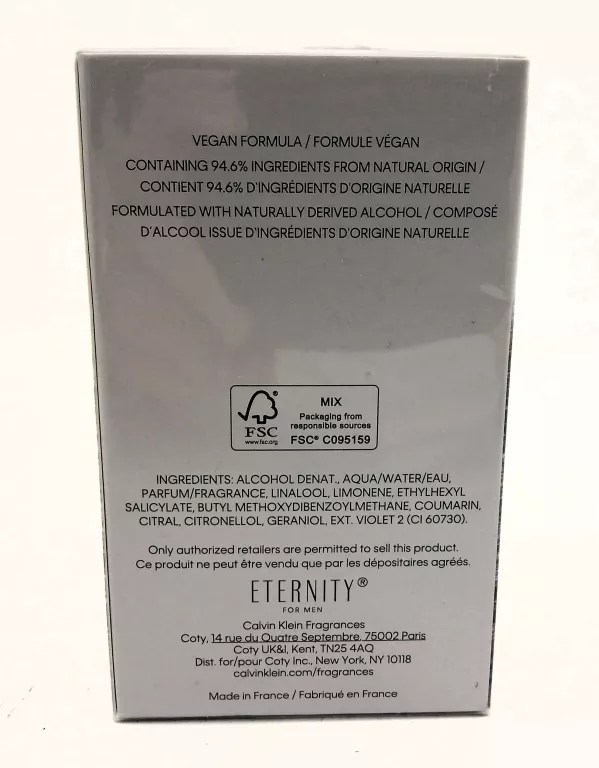 VEGAN FORMULA / FORMULE VÉGAN
CONTAINING 94.6% INGREDIENTS FROM NATURAL ORIGIN /
CONTIENT 94.6% D'INGRÉDIENTS D'ORIGINE NATURELLE
FORMULATED WITH NATURALLY DERIVED ALCOHOL / COMPOSÉ
D'ALCOOL ISSUE D'INGRÉDIENTS D'ORIGINE NATURELLE
FSC®
www.fsc.org
MIX
Packaging from
responsible sources
FSC® C095159
INGREDIENTS: ALCOHOL DENAT., AQUA/WATER/EAU,
PARFUM/FRAGRANCE, LINALOOL, LIMONENE, ETHYLHEXYL
SALICYLATE, BUTYL METHOXYDIBENZOYLMETHANE, COUMARIN,
CITRAL, CITRONELLOL, GERANIOL, EXT. VIOLET 2 (CI 60730).
Only authorized retailers are permitted to sell this product.
Ce produit ne peut être vendu que par les dépositaires agréés.
ETERNITY®
FOR MEN
Calvin Klein Fragrances
Coty, 14 rue du Quatre Septembre, 75002 Paris
Coty UK&I, Kent, TN25 4AQ
Dist. for/pour Coty Inc., New York, NY 10118
calvinklein.com/fragrances
Made in France / Fabriqué en France